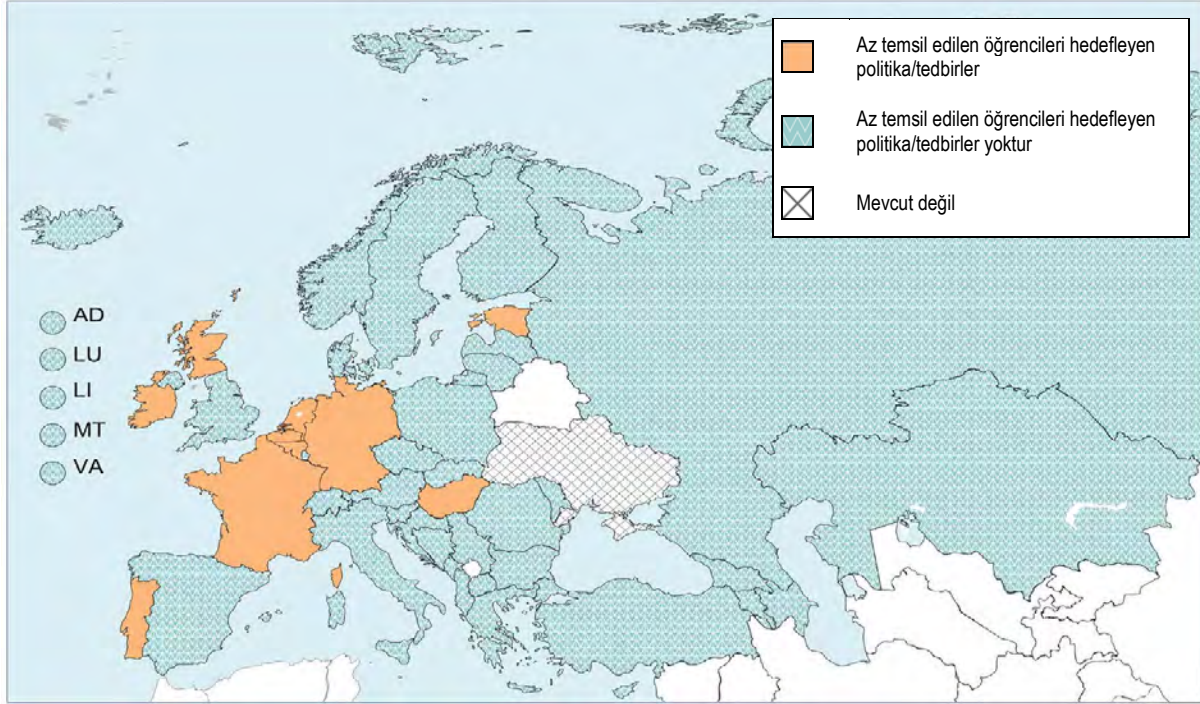 Az temsil edilen öğrencileri hedefleyen
politika/tedbirler
Az temsil edilen öğrencileri hedefleyen
politika/tedbirler yoktur
Mevcut değil
AD
LU
LI
MT
VA